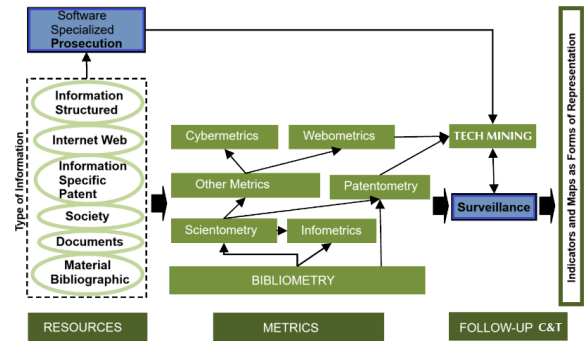 Software
Specialized
Prosecution
Type of Information
Information
Structured
Internet Web
Information
Specific
Patent
Society
Documents
Material
Bibliographic
Cybermetrics
Webometrics
TECH MINING
Other Metrics
Patentometry
Scientometry
Infometrics
Surveillance
BIBLIOMETRY
Indicators and Maps as Forms of Representation
RESOURCES
METRICS
FOLLOW-UP C&T